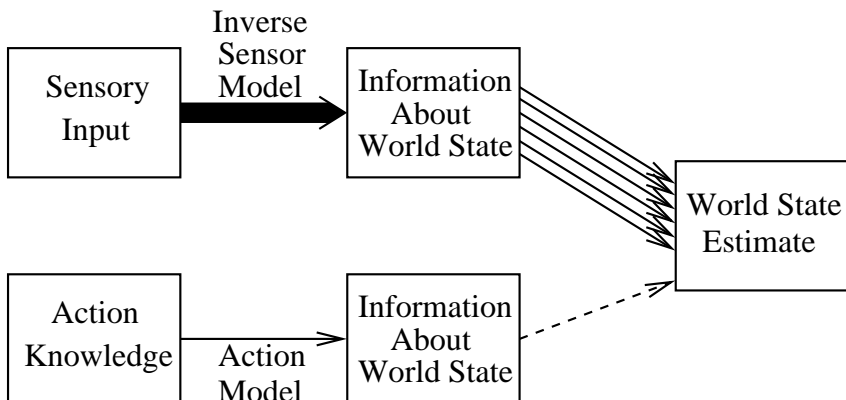 Inverse
Sensor
Model
Sensory
Input
Information
About
World State
World State
Estimate
Action
Knowledge
Action
Model
Information
About
World State